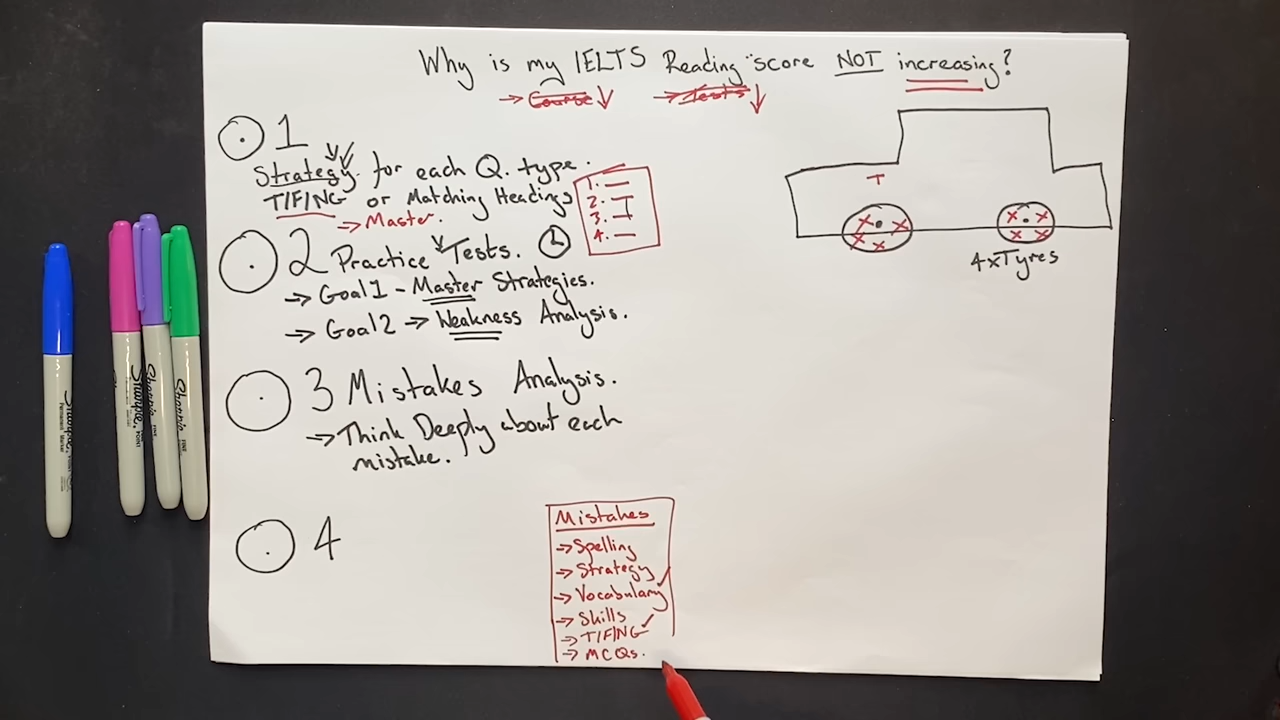 Why is my IELTS Reading score NOT increasing?
→ Course ↓ → Tests ↓
1
Strategy for each Q. type.
T/F/NG or Matching Headings
→ Master.
1. —
2. —
3. —
4. —
2 Practice Tests.
→ Goal 1 - Master Strategies.
→ Goal 2 → Weakness Analysis.
4xTyres
3 Mistakes Analysis.
→ Think Deeply about each
mistake.
4
Mistakes
→ Spelling
→ Strategy
→ Vocabulary
→ Skills
→ T/F/NG
→ MCQs.
Sharpie
Sharpie
Sharpie
Sharpie